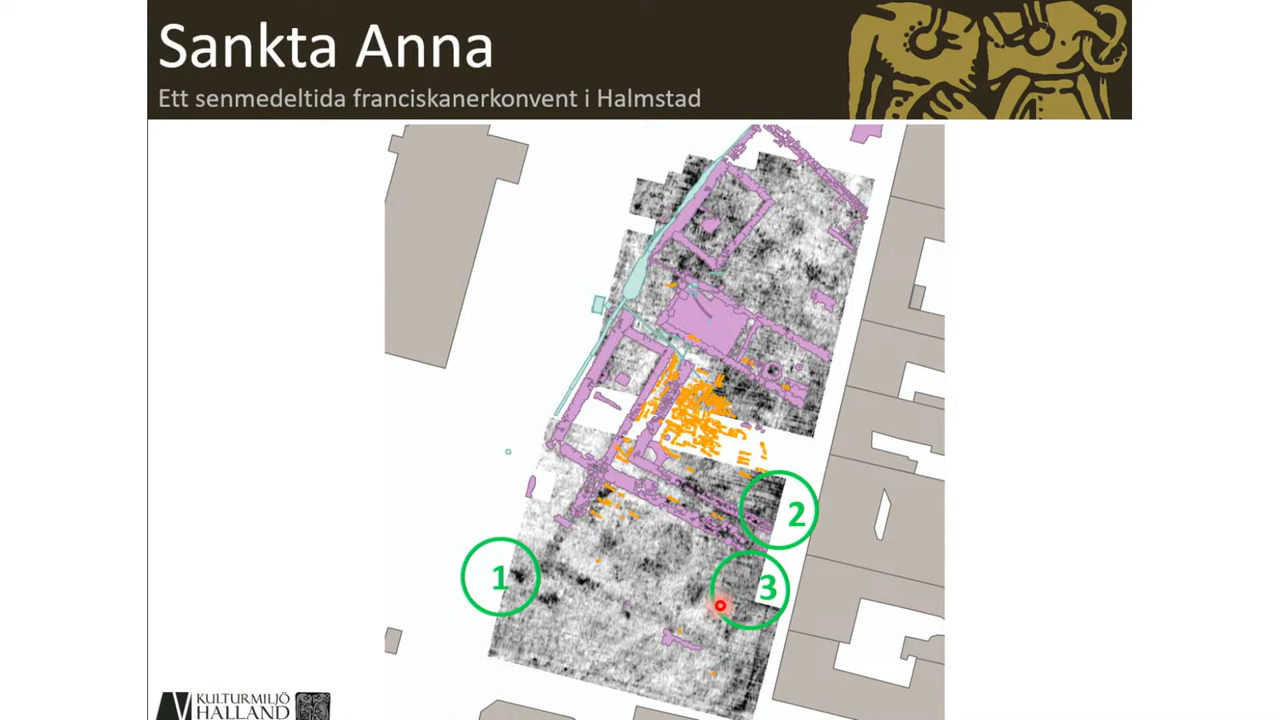 Sankta Anna
Ett senmedeltida franciskanerkonvent i Halmstad
2
1
3
KULTURMILJÖ
HALLAND